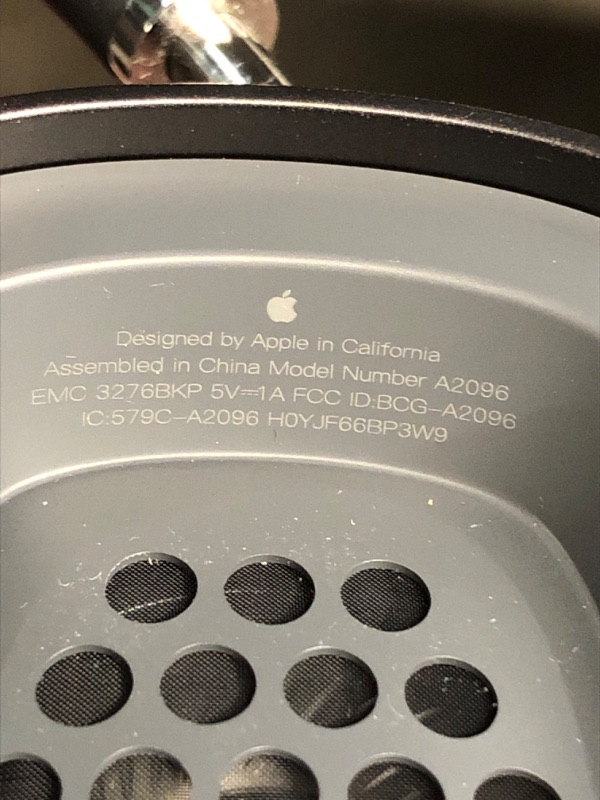 Designed by Apple in California
Assembled in China Model Number A2096
EMC 3276BKP 5V⎓1A FCC ID:BCG-A2096
IC:579C-A2096 H0YJF66BP3W9